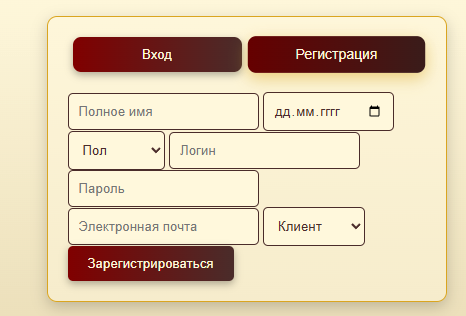 Вход Регистрация
Полное имя дд.мм.гггг
Пол Логин
Пароль
Электронная почта Клиент
Зарегистрироваться